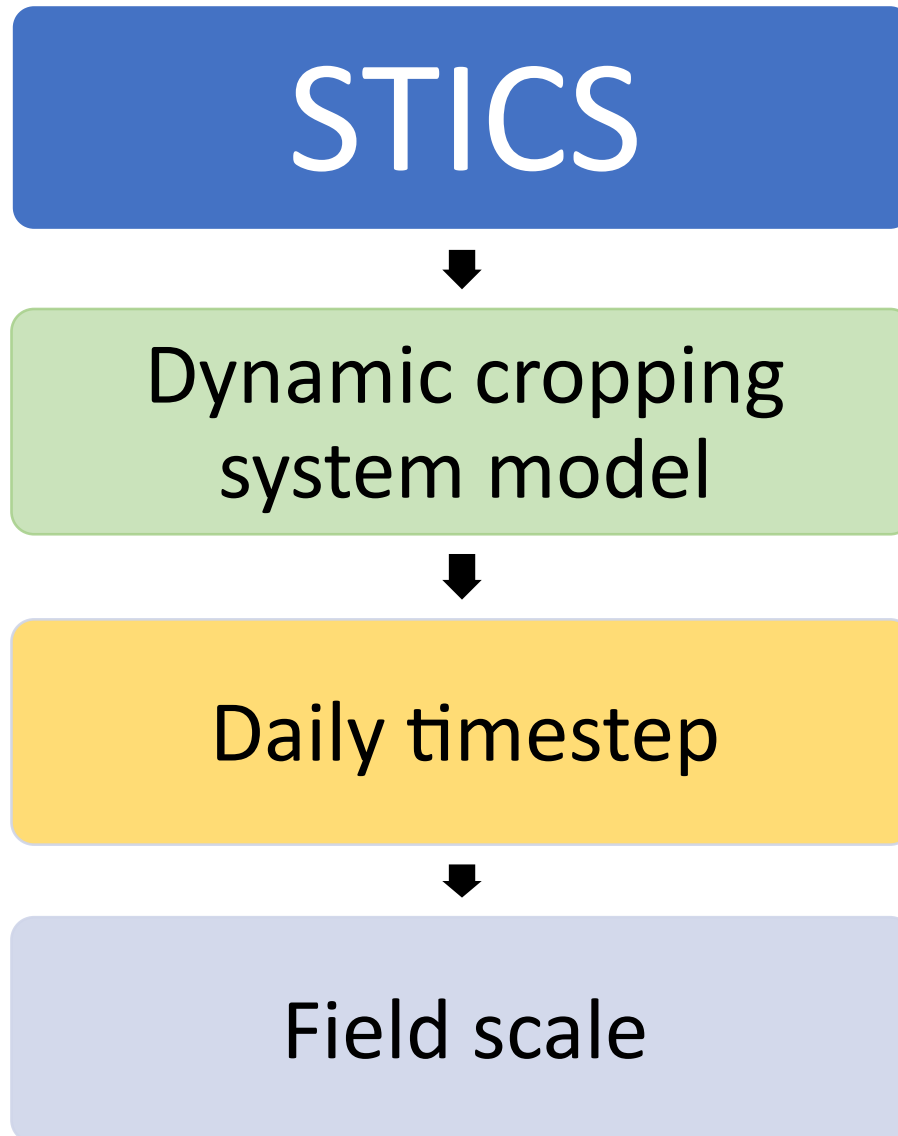 STICS
Dynamic cropping
system model
Daily timestep
Field scale